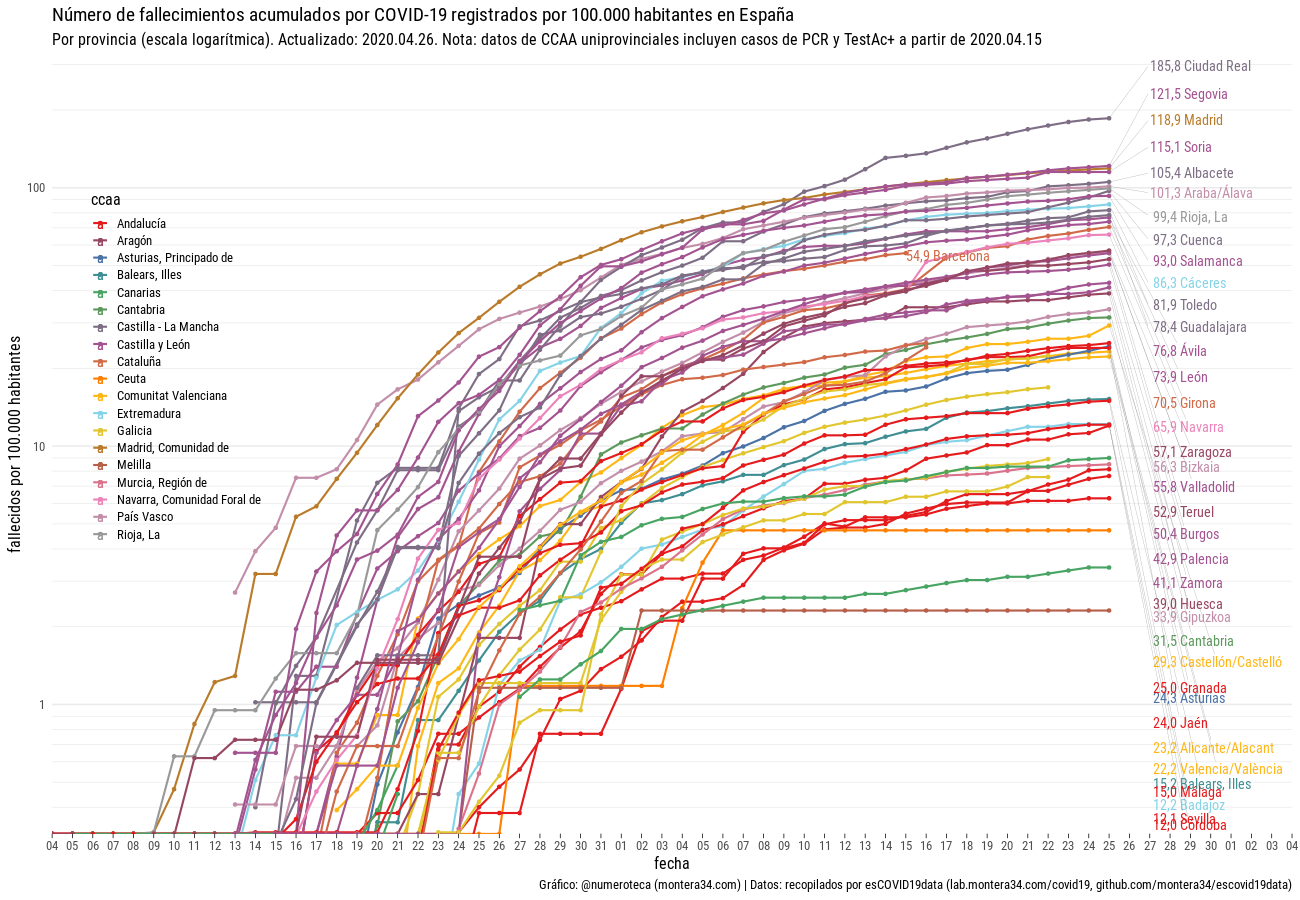 Número de fallecimientos acumulados por COVID-19 registrados por 100.000 habitantes en España
Por provincia (escala logarítmica). Actualizado: 2020.04.26. Nota: datos de CCAA uniprovinciales incluyen casos de PCR y TestAc+ a partir de 2020.04.15
fallecidos por 100.000 habitantes
100
10
1
ccaa
Andalucía
Aragón
Asturias, Principado de
Balears, Illes
Canarias
Cantabria
Castilla - La Mancha
Castilla y León
Cataluña
Ceuta
Comunitat Valenciana
Extremadura
Galicia
Madrid, Comunidad de
Melilla
Murcia, Región de
Navarra, Comunidad Foral de
País Vasco
Rioja, La
54,9 Barcelona
185,8 Ciudad Real
121,5 Segovia
118,9 Madrid
115,1 Soria
105,4 Albacete
101,3 Araba/Álava
99,4 Rioja, La
97,3 Cuenca
93,0 Salamanca
86,3 Cáceres
81,9 Toledo
78,4 Guadalajara
76,8 Ávila
73,9 León
70,5 Girona
65,9 Navarra
57,1 Zaragoza
56,3 Bizkaia
55,8 Valladolid
52,9 Teruel
50,4 Burgos
42,9 Palencia
41,1 Zamora
39,0 Huesca
33,9 Gipuzkoa
31,5 Cantabria
29,3 Castellón/Castelló
25,0 Granada
24,3 Asturias
24,0 Jaén
23,2 Alicante/Alacant
22,2 Valencia/València
15,2 Balears, Illes
15,0 Málaga
12,2 Badajoz
12,1 Sevilla
12,0 Córdoba
04 05 06 07 08 09 10 11 12 13 14 15 16 17 18 19 20 21 22 23 24 25 26 27 28 29 30 31 01 02 03 04 05 06 07 08 09 10 11 12 13 14 15 16 17 18 19 20 21 22 23 24 25 26 27 28 29 30 01 02 03 04
fecha
Gráfico: @numeroteca (montera34.com) | Datos: recopilados por esCOVID19data (lab.montera34.com/covid19, github.com/montera34/escovid19data)